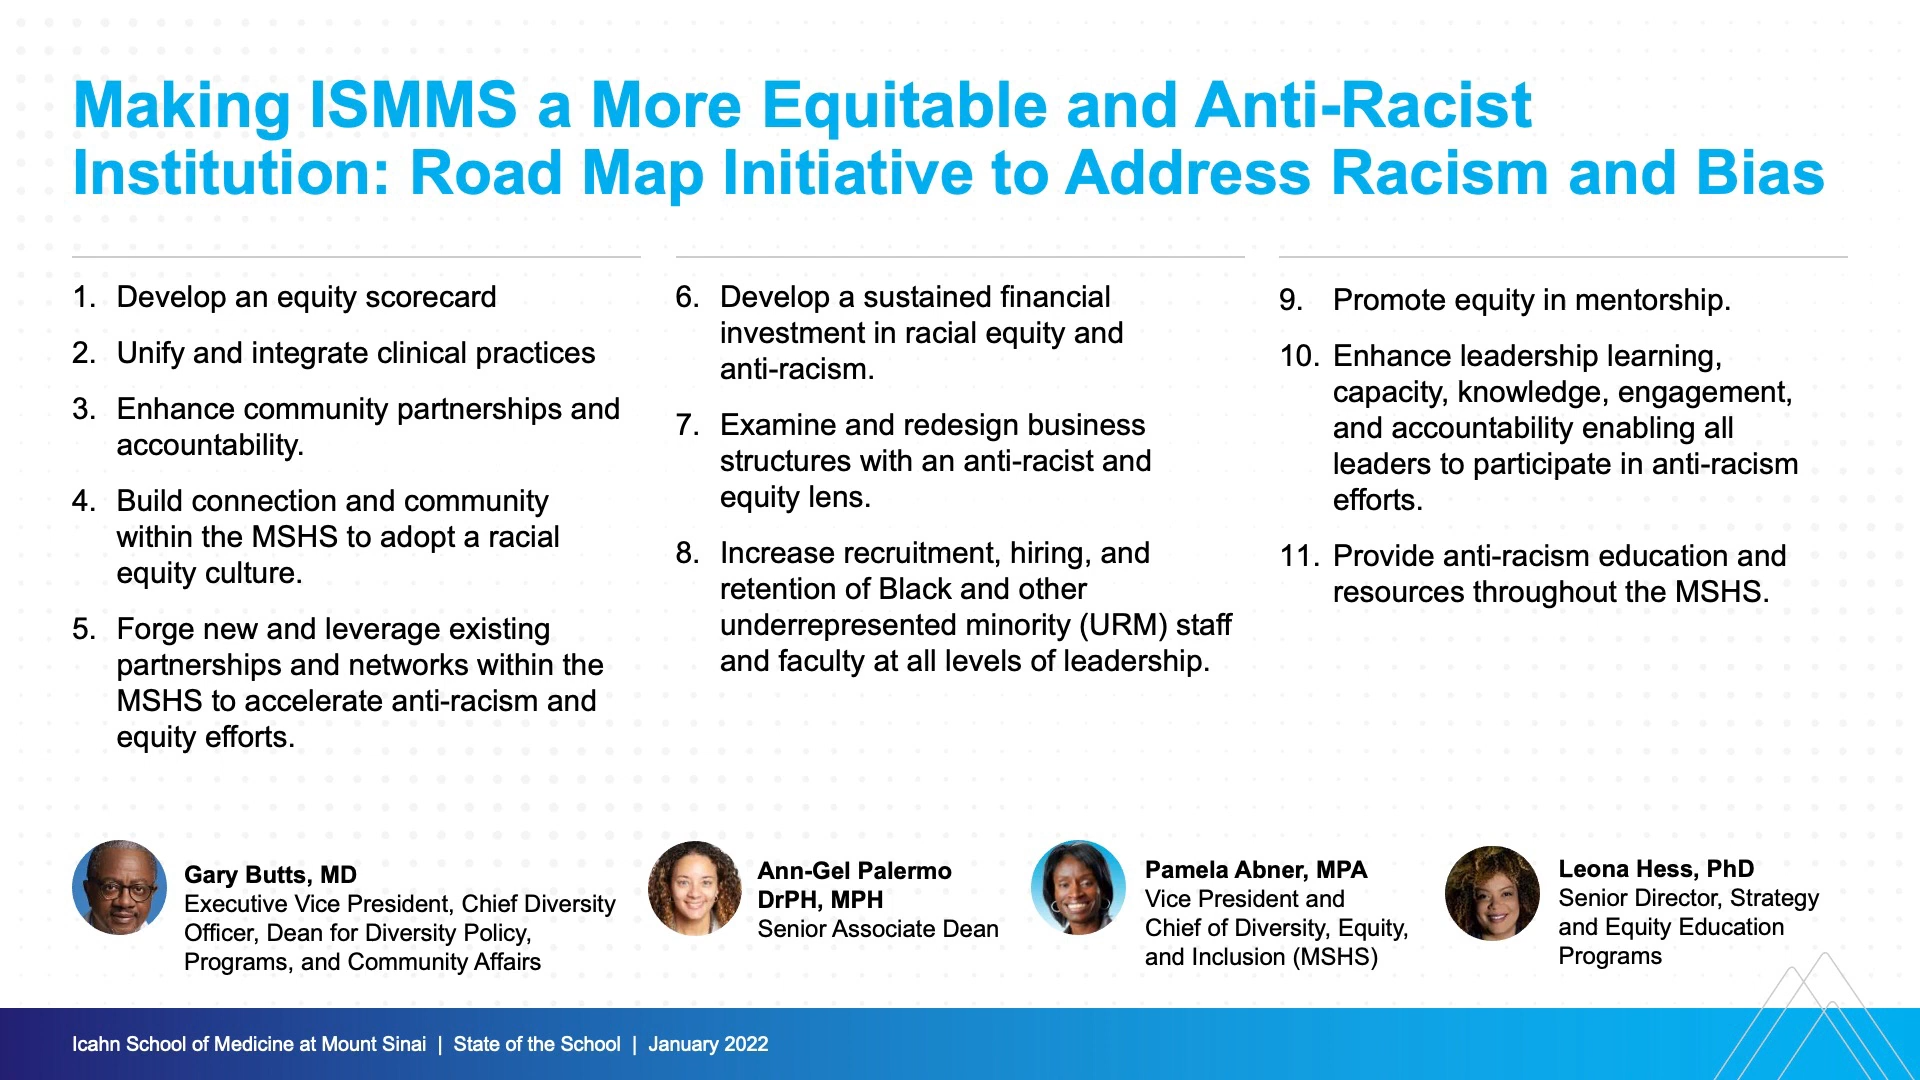 Making ISMMS a More Equitable and Anti-Racist
Institution: Road Map Initiative to Address Racism and Bias
1. Develop an equity scorecard
2. Unify and integrate clinical practices
3. Enhance community partnerships and
accountability.
4. Build connection and community
within the MSHS to adopt a racial
equity culture.
5. Forge new and leverage existing
partnerships and networks within the
MSHS to accelerate anti-racism and
equity efforts.
6. Develop a sustained financial
investment in racial equity and
anti-racism.
7. Examine and redesign business
structures with an anti-racist and
equity lens.
8. Increase recruitment, hiring, and
retention of Black and other
underrepresented minority (URM) staff
and faculty at all levels of leadership.
9. Promote equity in mentorship.
10. Enhance leadership learning,
capacity, knowledge, engagement,
and accountability enabling all
leaders to participate in anti-racism
efforts.
11. Provide anti-racism education and
resources throughout the MSHS.
Gary Butts, MD
Executive Vice President, Chief Diversity
Officer, Dean for Diversity Policy,
Programs, and Community Affairs
Ann-Gel Palermo
DrPH, MPH
Senior Associate Dean
Pamela Abner, MPA
Vice President and
Chief of Diversity, Equity,
and Inclusion (MSHS)
Leona Hess, PhD
Senior Director, Strategy
and Equity Education
Programs
Icahn School of Medicine at Mount Sinai | State of the School | January 2022